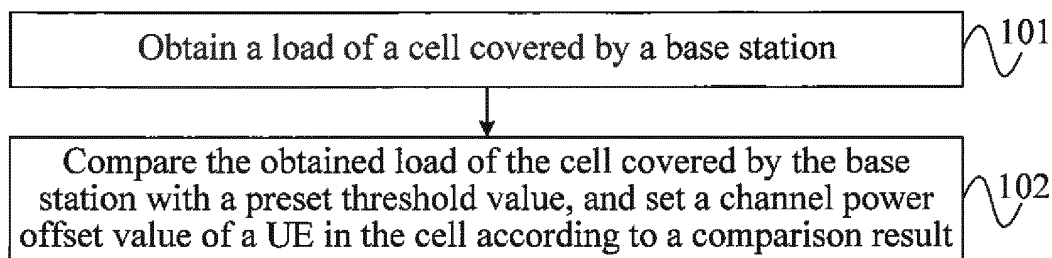 Obtain a load of a cell covered by a base station
101
Compare the obtained load of the cell covered by the base
station with a preset threshold value, and set a channel power
offset value of a UE in the cell according to a comparison result
102